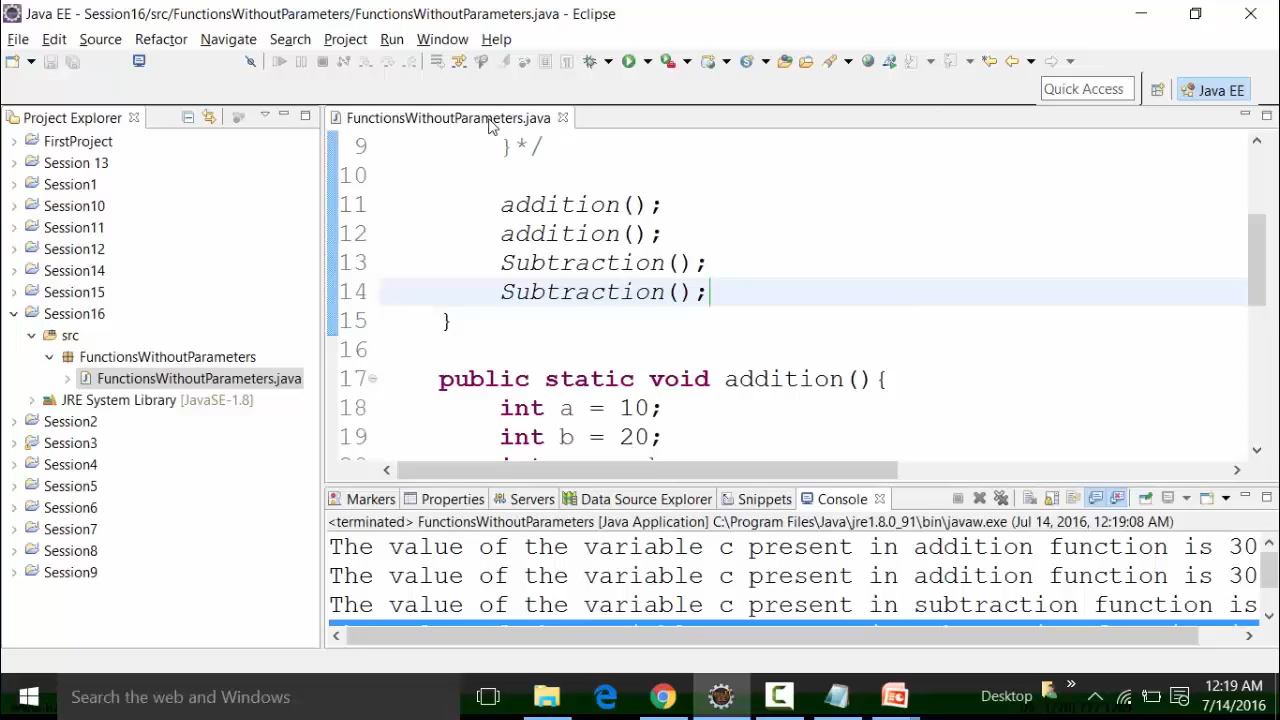 Java EE - Session16/src/FunctionsWithoutParameters/FunctionsWithoutParameters.java - Eclipse
File Edit Source Refactor Navigate Search Project Run Window Help
Quick Access
Java EE
Project Explorer
FirstProject
Session 13
Session1
Session10
Session11
Session12
Session14
Session15
Session16
src
FunctionsWithoutParameters
FunctionsWithoutParameters.java
JRE System Library [JavaSE-1.8]
Session2
Session3
Session4
Session5
Session6
Session7
Session8
Session9
FunctionsWithoutParameters.java
9 }*/
10
11 addition();
12 addition();
13 Subtraction();
14 Subtraction();
15 }
16
17 public static void addition(){
18 int a = 10;
19 int b = 20;
Markers Properties Servers Data Source Explorer Snippets Console
<terminated> FunctionsWithoutParameters [Java Application] C:\Program Files\Java\jre1.8.0_91\bin\javaw.exe (Jul 14, 2016, 12:19:08 AM)
The value of the variable c present in addition function is 30
The value of the variable c present in addition function is 30
The value of the variable c present in subtraction function is
Search the web and Windows
Desktop
12:19 AM
7/14/2016